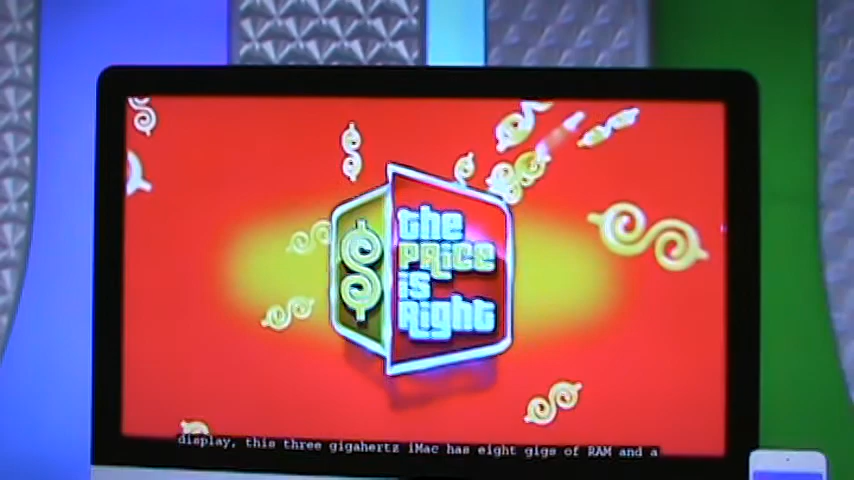 the
PRiCE
is
Right
display, this three gigahertz iMac has eight gigs of RAM and a